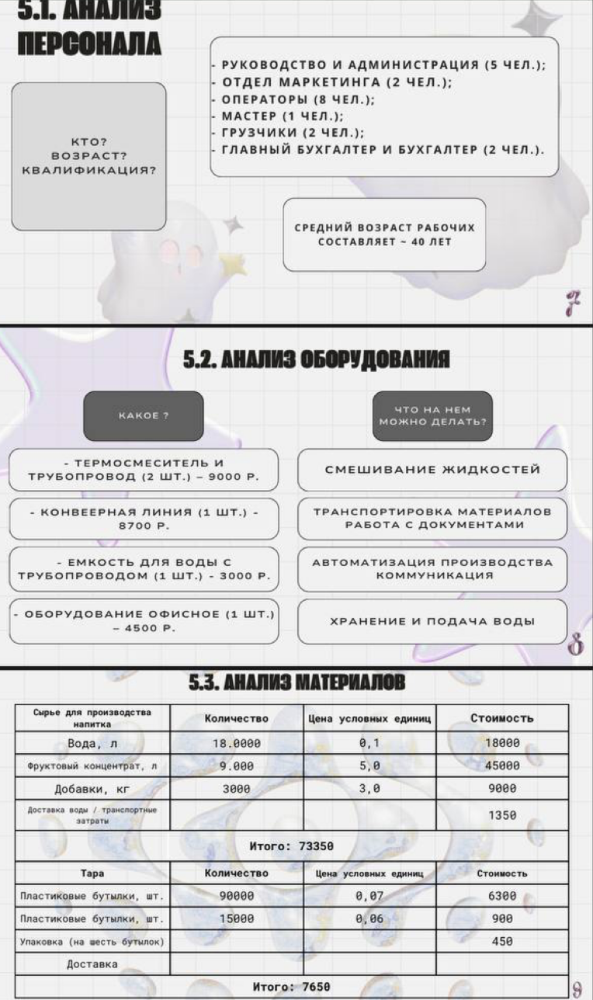 5.1. АНАЛИЗ
ПЕРСОНАЛА
КТО?
ВОЗРАСТ?
КВАЛИФИКАЦИЯ?
- РУКОВОДСТВО И АДМИНИСТРАЦИЯ (5 ЧЕЛ.);
- ОТДЕЛ МАРКЕТИНГА (2 ЧЕЛ.);
- ОПЕРАТОРЫ (8 ЧЕЛ.);
- МАСТЕР (1 ЧЕЛ.);
- ГРУЗЧИКИ (2 ЧЕЛ.);
- ГЛАВНЫЙ БУХГАЛТЕР И БУХГАЛТЕР (2 ЧЕЛ.).
СРЕДНИЙ ВОЗРАСТ РАБОЧИХ
СОСТАВЛЯЕТ ~ 40 ЛЕТ
7
5.2. АНАЛИЗ ОБОРУДОВАНИЯ
КАКОЕ ?
ЧТО НА НЕМ
МОЖНО ДЕЛАТЬ?
- ТЕРМОСМЕСИТЕЛЬ И
ТРУБОПРОВОД (2 ШТ.) – 9000 Р.
СМЕШИВАНИЕ ЖИДКОСТЕЙ
- КОНВЕЕРНАЯ ЛИНИЯ (1 ШТ.) -
8700 Р.
ТРАНСПОРТИРОВКА МАТЕРИАЛОВ
РАБОТА С ДОКУМЕНТАМИ
- ЕМКОСТЬ ДЛЯ ВОДЫ С
ТРУБОПРОВОДОМ (1 ШТ.) - 3000 Р.
АВТОМАТИЗАЦИЯ ПРОИЗВОДСТВА
КОММУНИКАЦИЯ
- ОБОРУДОВАНИЕ ОФИСНОЕ (1 ШТ.)
– 4500 Р.
ХРАНЕНИЕ И ПОДАЧА ВОДЫ
8
5.3. АНАЛИЗ МАТЕРИАЛОВ
Сырье для производства
напитка
Количество
Цена условных единиц
Стоимость
Вода, л 18.0000 0,1 18000
Фруктовый концентрат, л 9.000 5,0 45000
Добавки, кг 3000 3,0 9000
Доставка воды / транспортные
затраты
1350
Итого: 73350
Тара Количество Цена условных единиц Стоимость
Пластиковые бутылки, шт. 90000 0,07 6300
Пластиковые бутылки, шт. 15000 0,06 900
Упаковка (на шесть бутылок) 450
Доставка
Итого: 7650
9